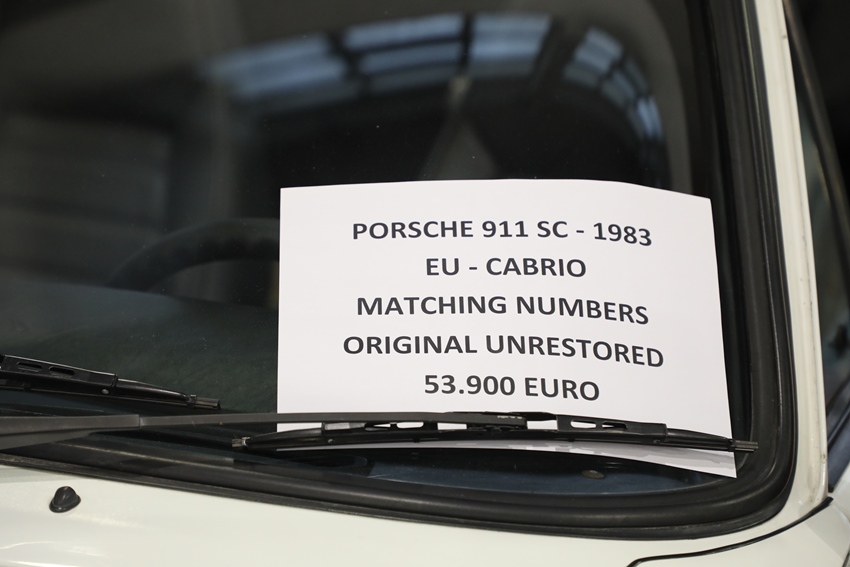 PORSCHE 911 SC - 1983
EU - CABRIO
MATCHING NUMBERS
ORIGINAL UNRESTORED
53.900 EURO